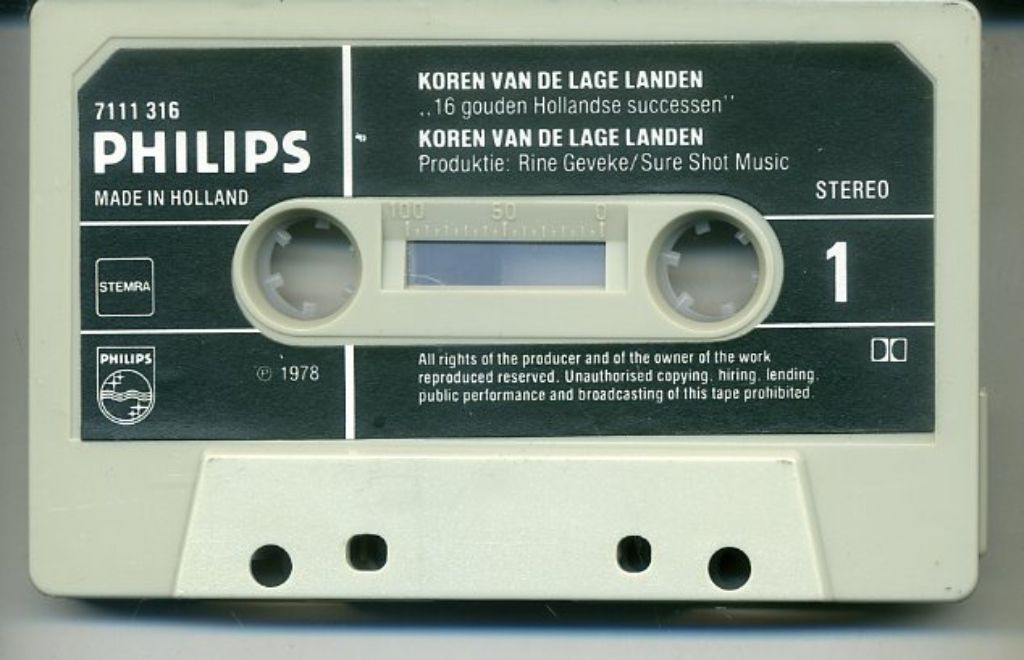 7111 316
PHILIPS
MADE IN HOLLAND
KOREN VAN DE LAGE LANDEN
,,16 gouden Hollandse successen’’
KOREN VAN DE LAGE LANDEN
Produktie: Rine Geveke/Sure Shot Music
STEREO
100 50 0
STEMRA
1
PHILIPS
℗ 1978
All rights of the producer and of the owner of the work
reproduced reserved. Unauthorised copying, hiring, lending,
public performance and broadcasting of this tape prohibited.